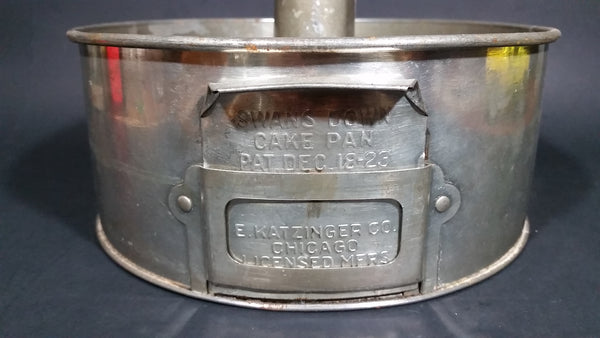 SWANS DOWN
CAKE PAN
PAT. DEC. 18-23.
E. KATZINGER CO.
CHICAGO
LICENSED MFRS.